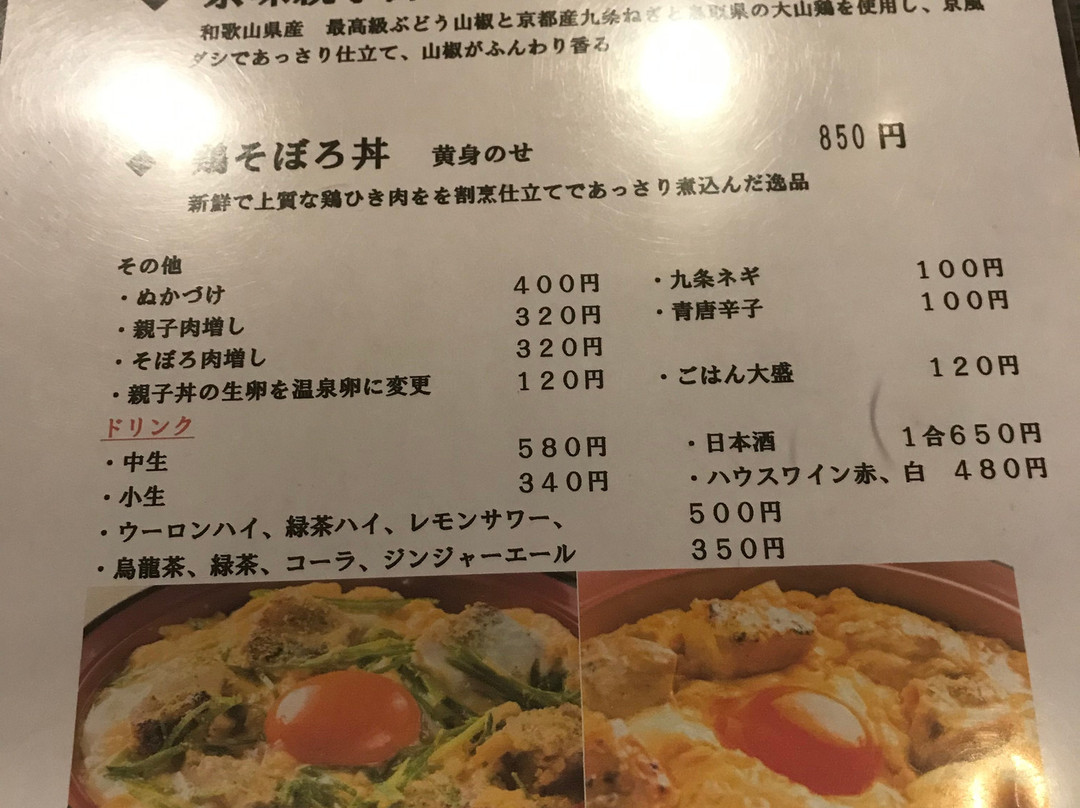 和歌山県産 最高級ぶどう山椒と京都産九条ねぎと鳥取県の大山鶏を使用し、京風
ダシであっさり仕立て、山椒がふんわり香る
鶏そぼろ丼 黄身のせ 850円
新鮮で上質な鶏ひき肉をを割烹仕立てであっさり煮込んだ逸品
その他
・ぬかづけ 400円 ・九条ネギ 100円
・親子肉増し 320円 ・青唐辛子 100円
・そぼろ肉増し 320円
・親子丼の生卵を温泉卵に変更 120円 ・ごはん大盛 120円
ドリンク
・中生 580円 ・日本酒 1合650円
・小生 340円 ・ハウスワイン赤、白 480円
・ウーロンハイ、緑茶ハイ、レモンサワー、 500円
・烏龍茶、緑茶、コーラ、ジンジャーエール 350円